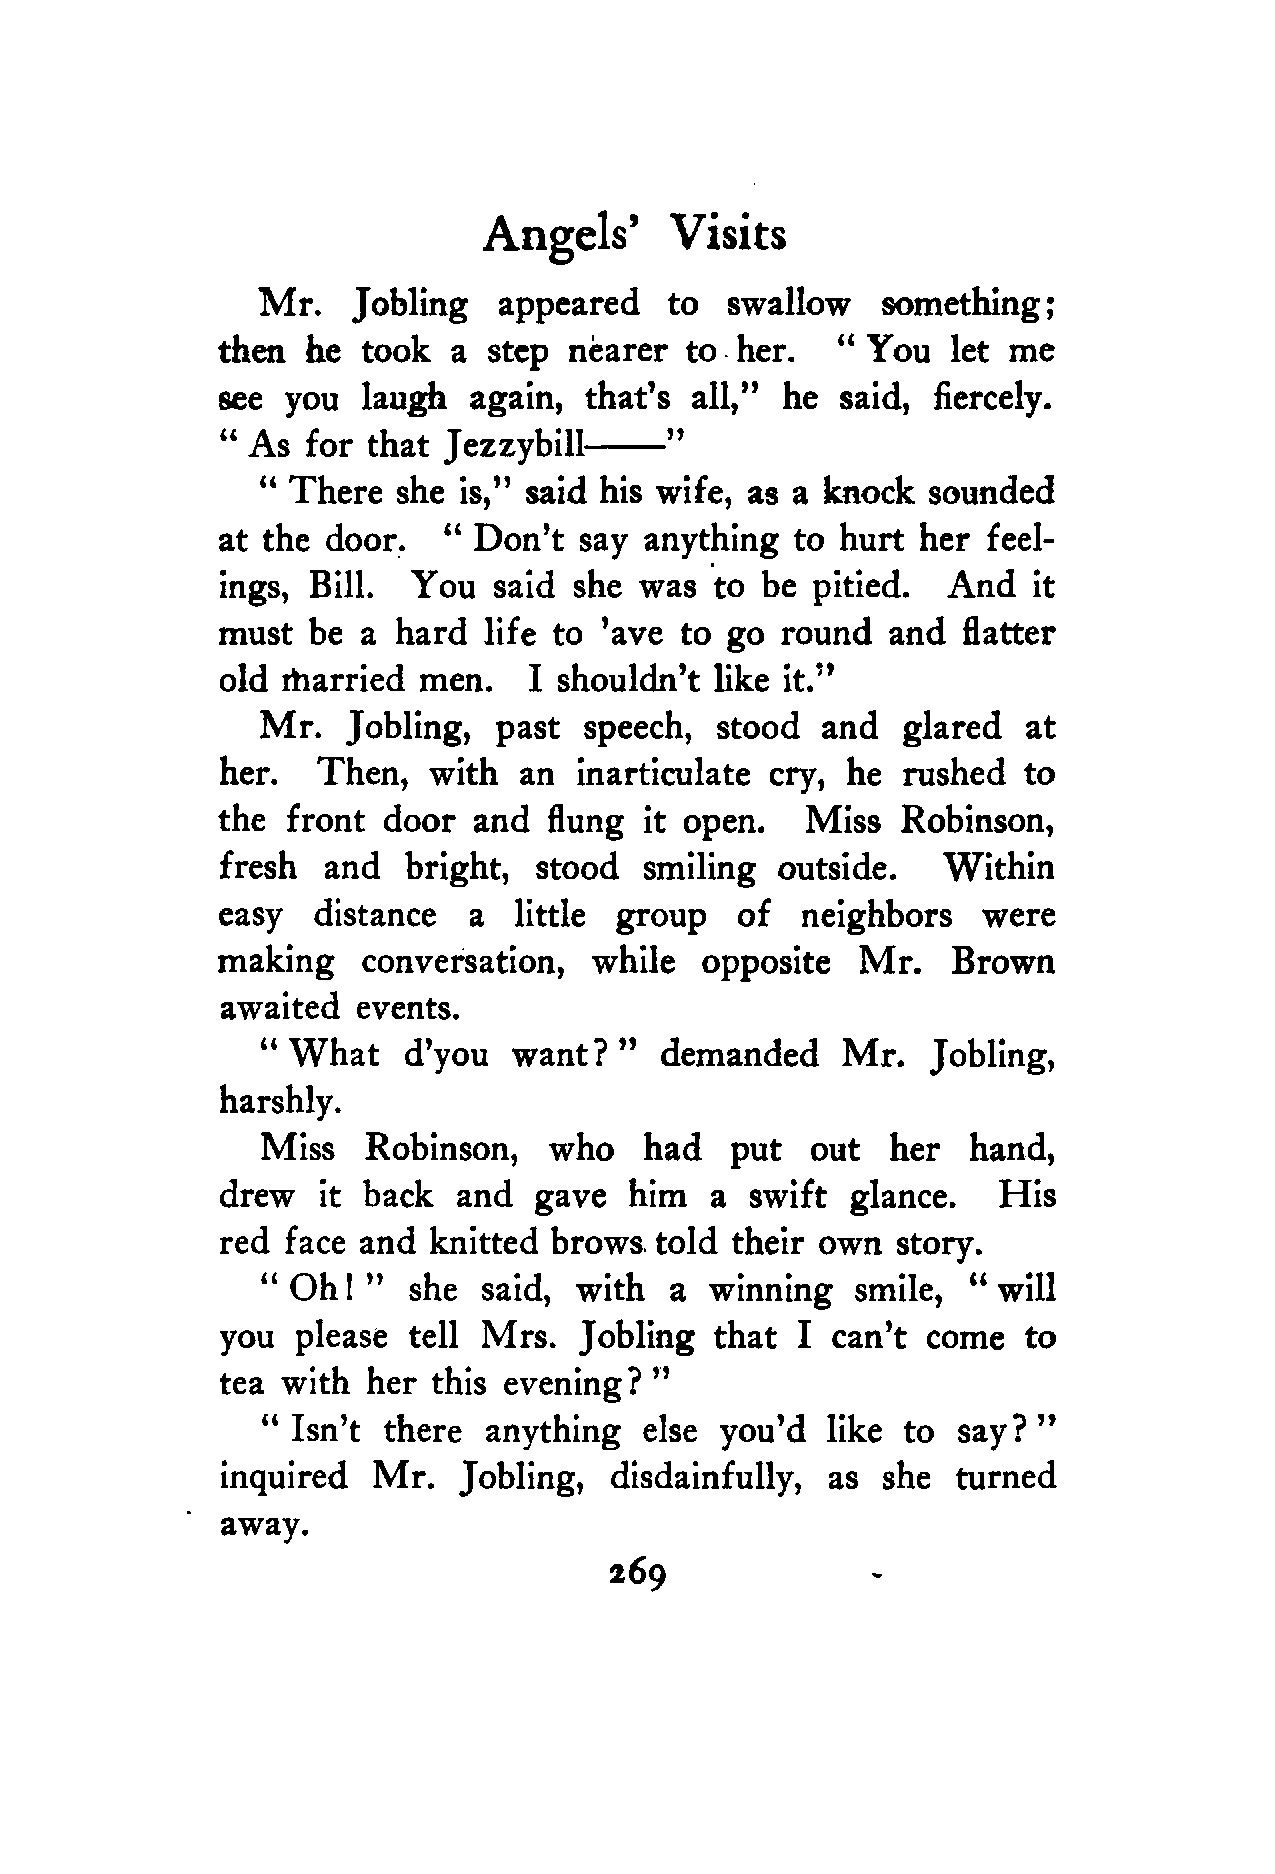 Angels' Visits
Mr. Jobling appeared to swallow something;
then he took a step nearer to her. " You let me
see you laugh again, that's all," he said, fiercely.
" As for that Jezzybill——"
" There she is," said his wife, as a knock sounded
at the door. " Don't say anything to hurt her feel-
ings, Bill. You said she was to be pitied. And it
must be a hard life to 'ave to go round and flatter
old married men. I shouldn't like it."
Mr. Jobling, past speech, stood and glared at
her. Then, with an inarticulate cry, he rushed to
the front door and flung it open. Miss Robinson,
fresh and bright, stood smiling outside. Within
easy distance a little group of neighbors were
making conversation, while opposite Mr. Brown
awaited events.
" What d'you want? " demanded Mr. Jobling,
harshly.
Miss Robinson, who had put out her hand,
drew it back and gave him a swift glance. His
red face and knitted brows told their own story.
" Oh! " she said, with a winning smile, " will
you please tell Mrs. Jobling that I can't come to
tea with her this evening? "
" Isn't there anything else you'd like to say? "
inquired Mr. Jobling, disdainfully, as she turned
away.
269